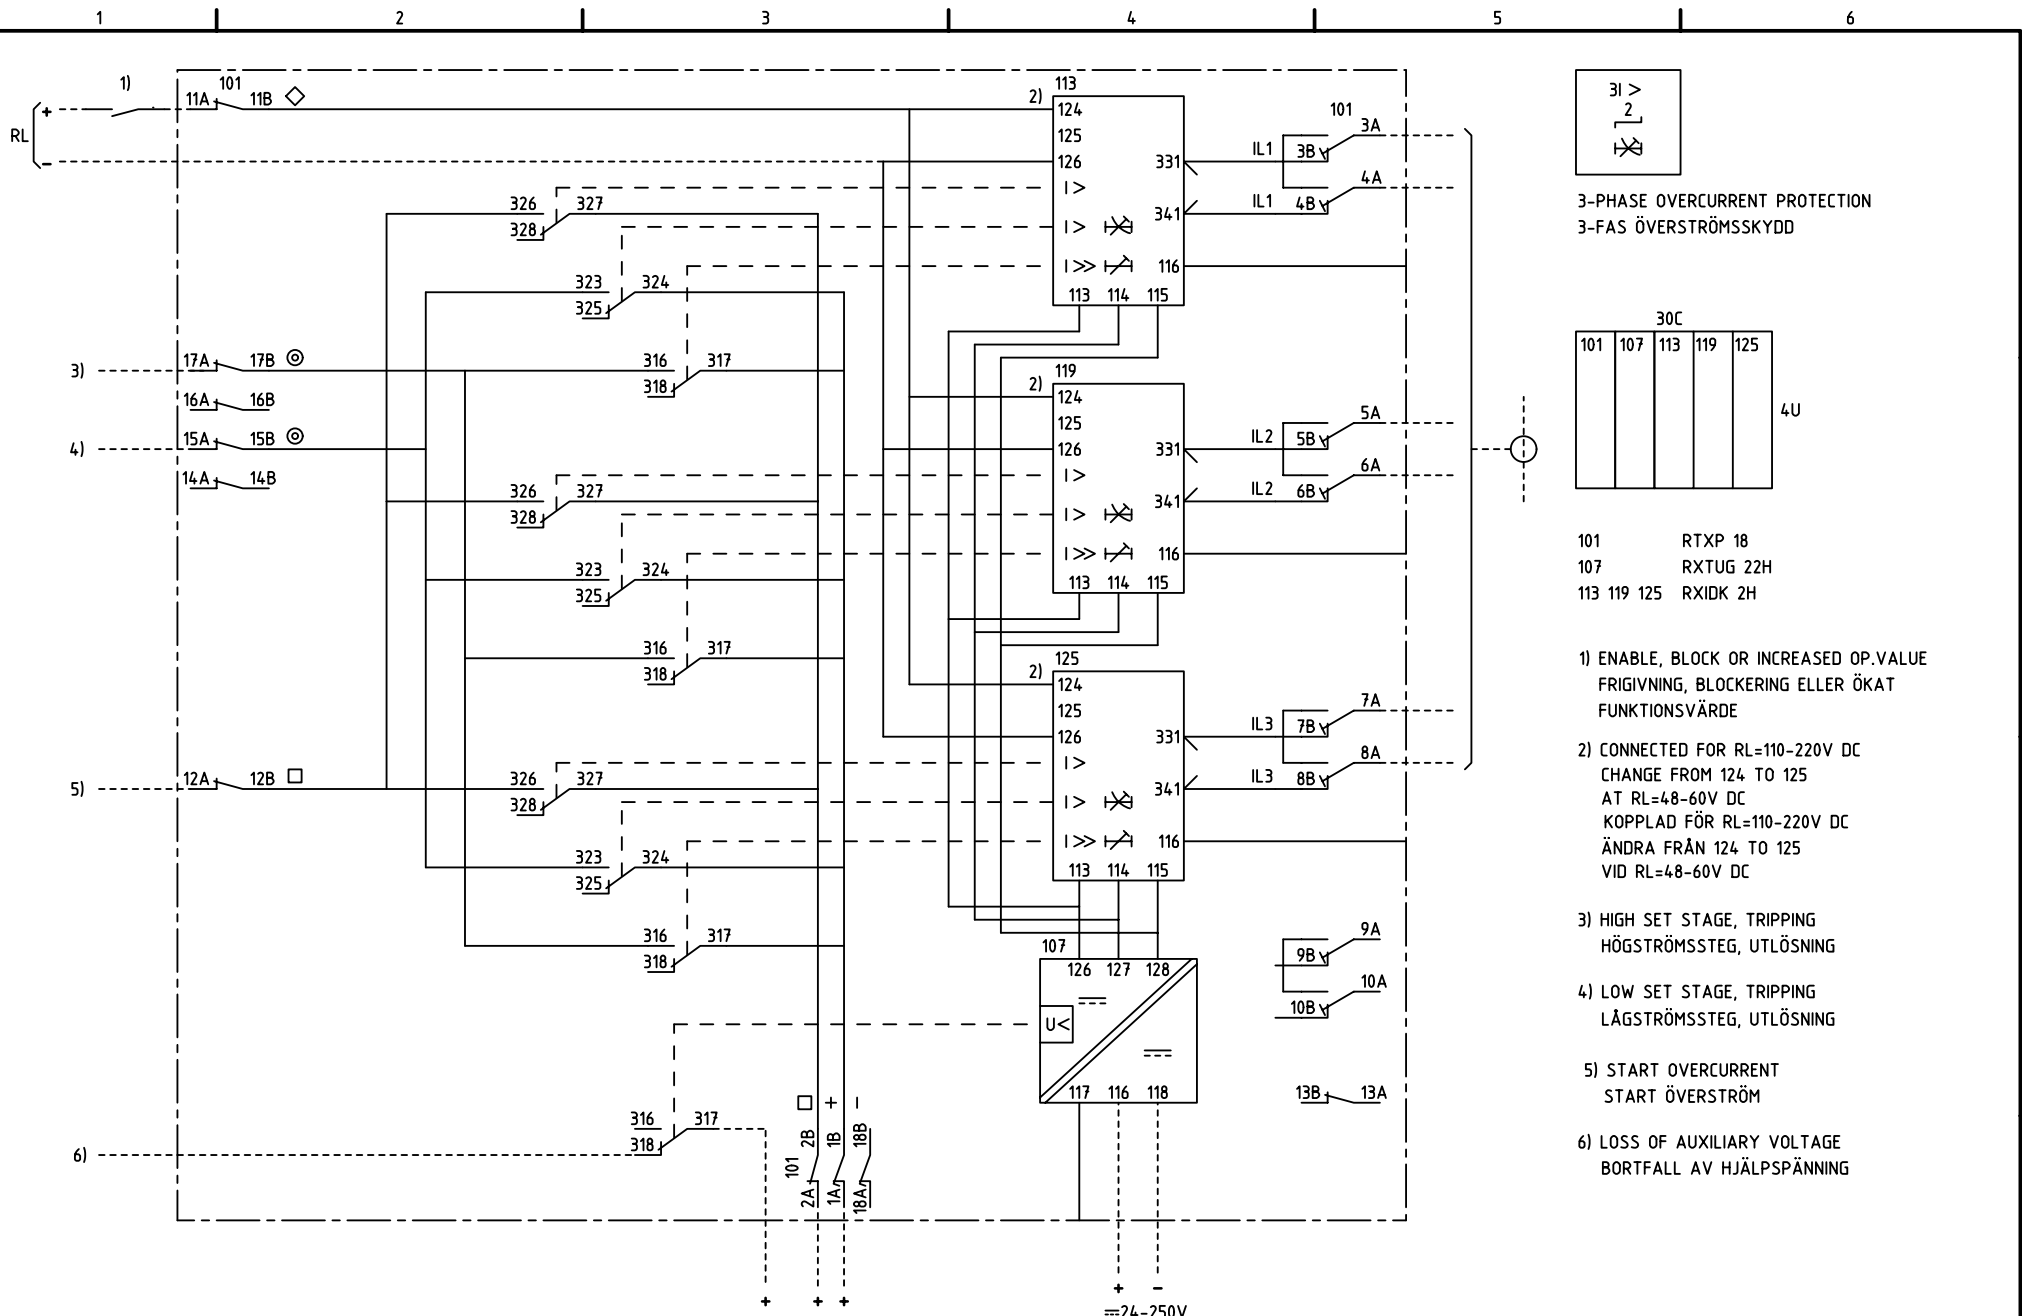 1 2 3 4 5 6
1) 101 113 101
RL + 11A 11B 2) 124 3A
125
- 126 331 IL1 3B
I> 4A
326 327 341 IL1 4B
328 I>
I>> 116
323 324 113 114 115
325
3) 17A 17B 316 317 119
318 2) 124 5A
16A 16B 125
4) 15A 15B 126 331 IL2 5B
I> 6A
14A 14B
326 327 341 IL2 6B
328 I>
I>> 116
323 324 113 114 115
325
316 317 125
318 2) 124 7A
125
126 331 IL3 7B
I> 8A
5) 12A 12B 326 327 341 IL3 8B
328 I>
I>> 116
323 324 113 114 115
325
316 317 107 9A
318 126 127 128 9B
10A
U< 10B
117 116 118 13B 13A
+ -
316 317 2B 1B 18B
6) 318 101
2A 1A 18A
+ + + + -
24-250V
3I >
2
3-PHASE OVERCURRENT PROTECTION
3-FAS ÖVERSTRÖMSSKYDD
30C
101 107 113 119 125
4U
101 RTXP 18
107 RXTUG 22H
113 119 125 RXIDK 2H
1) ENABLE, BLOCK OR INCREASED OP.VALUE
FRIGIVNING, BLOCKERING ELLER ÖKAT
FUNKTIONSVÄRDE
2) CONNECTED FOR RL=110-220V DC
CHANGE FROM 124 TO 125
AT RL=48-60V DC
KOPPLAD FÖR RL=110-220V DC
ÄNDRA FRÅN 124 TO 125
VID RL=48-60V DC
3) HIGH SET STAGE, TRIPPING
HÖGSTRÖMSSTEG, UTLÖSNING
4) LOW SET STAGE, TRIPPING
LÅGSTRÖMSSTEG, UTLÖSNING
5) START OVERCURRENT
START ÖVERSTRÖM
6) LOSS OF AUXILIARY VOLTAGE
BORTFALL AV HJÄLPSPÄNNING